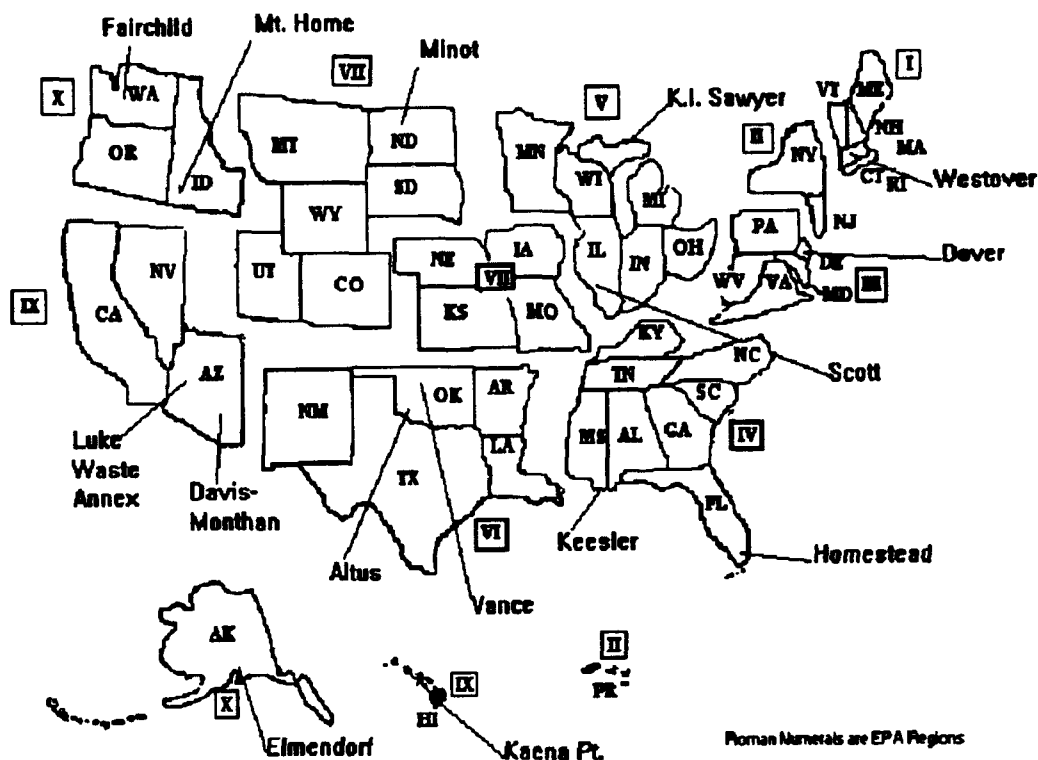 Fairchild
Mt. Home
VII
Minot
X
WA
OR
ID
MT
ND
SD
WY
V
K.I. Sawyer
MN
WI
MI
I
VT
ME
NH
MA
II
NY
CT
RI
Westover
NJ
PA
DE
Dover
WV
VA
MD
III
NV
UT
CO
NE
IA
VII
KS
MO
IL
IN
OH
IX
CA
AZ
KY
NC
TN
SC
Scott
NM
OK
AR
MS
AL
GA
IV
LA
TX
FL
Luke
Waste
Annex
Davis-
Monthan
VI
Keesler
Homestead
Altus
Vance
AK
X
Elmendorf
IX
HI
Kaena Pt.
II
PR
Roman Numerals are EPA Regions